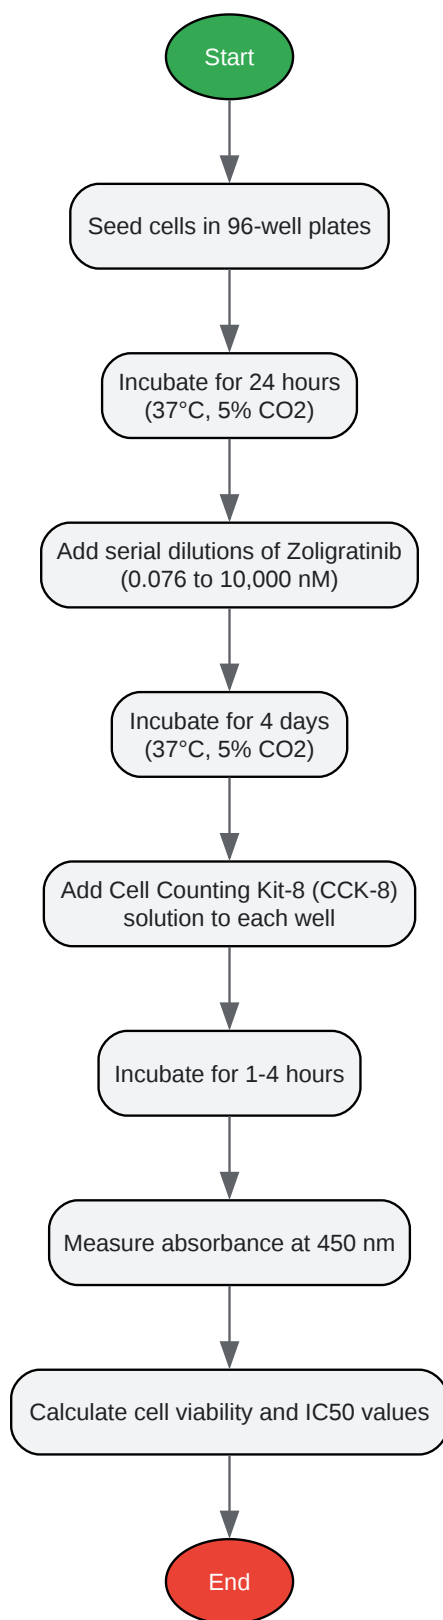 Start
Seed cells in 96-well plates
Incubate for 24 hours
(37°C, 5% CO2)
Add serial dilutions of Zoligratinib
(0.076 to 10,000 nM)
Incubate for 4 days
(37°C, 5% CO2)
Add Cell Counting Kit-8 (CCK-8)
solution to each well
Incubate for 1-4 hours
Measure absorbance at 450 nm
Calculate cell viability and IC50 values
End